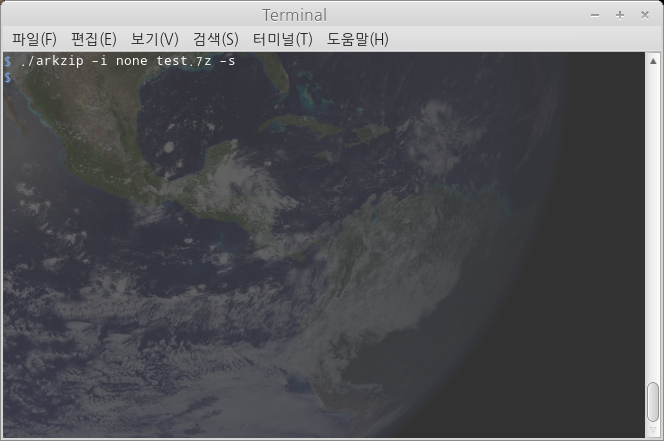 Terminal
파일(F) 편집(E) 보기(V) 검색(S) 터미널(T) 도움말(H)
$ ./arkzip -i none test.7z -s
$